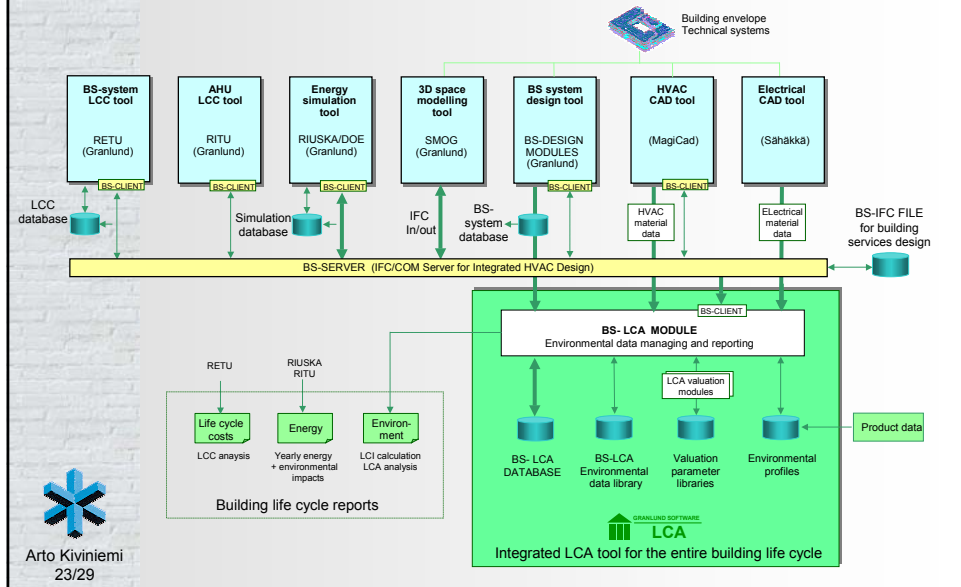 Building envelope
Technical systems
BS-system
LCC tool
RETU
(Granlund)
BS-CLIENT
AHU
LCC tool
RITU
(Granlund)
BS-CLIENT
Energy
simulation
tool
RIUSKA/DOE
(Granlund)
BS-CLIENT
3D space
modelling
tool
SMOG
(Granlund)
BS system
design tool
BS-DESIGN
MODULES
(Granlund)
BS-CLIENT
HVAC
CAD tool
(MagiCad)
BS-CLIENT
Electrical
CAD tool
(Sähäkkä)
LCC
database
Simulation
database
IFC
In/out
BS-
system
database
HVAC
material
data
ELectrical
material
data
BS-IFC FILE
for building
services design
BS-SERVER (IFC/COM Server for Integrated HVAC Design)
BS-CLIENT
BS- LCA MODULE
Environmental data managing and reporting
RETU
RIUSKA
RITU
LCA valuation
modules
Life cycle
costs
Energy
Environ-
ment
Product data
LCC anaysis
Yearly energy
+ environmental
impacts
LCI calculation
LCA analysis
BS- LCA
DATABASE
BS-LCA
Environmental
data library
Valuation
parameter
libraries
Environmental
profiles
Building life cycle reports
GRANLUND SOFTWARE
LCA
Integrated LCA tool for the entire building life cycle
Arto Kiviniemi
23/29